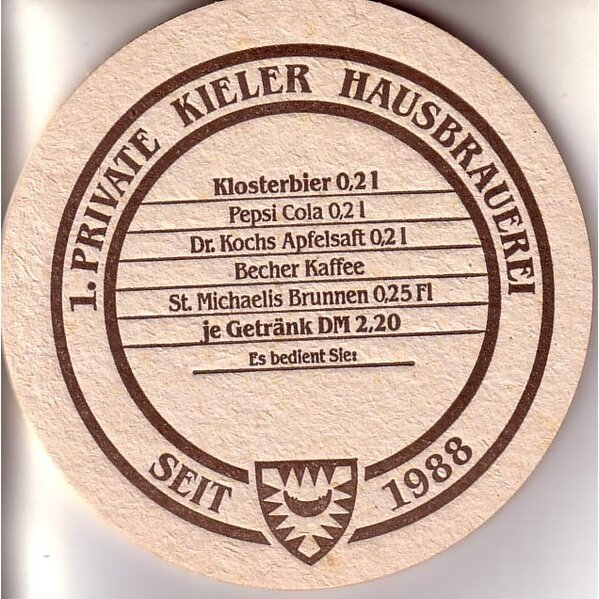 1. PRIVATE KIELER HAUSBRAUEREI
Klosterbier 0,2 l
Pepsi Cola 0,2 l
Dr. Kochs Apfelsaft 0,2 l
Becher Kaffee
St. Michaelis Brunnen 0,25 Fl
je Getränk DM 2,20
Es bedient Sie:
SEIT 1988